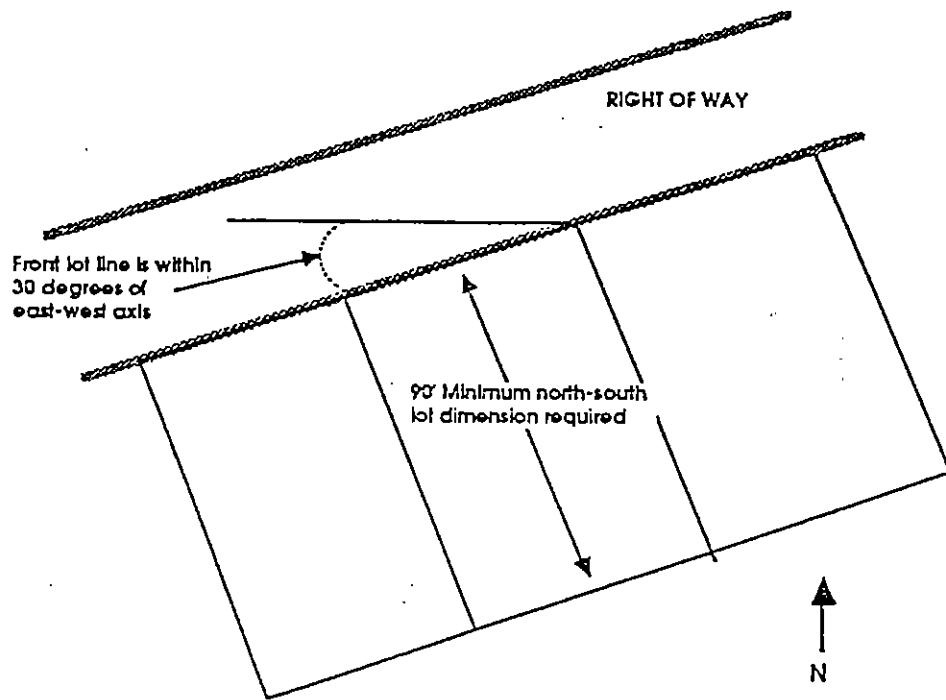 RIGHT OF WAY
Front lot line is within
30 degrees of
east-west axis
90' Minimum north-south
lot dimension required
N